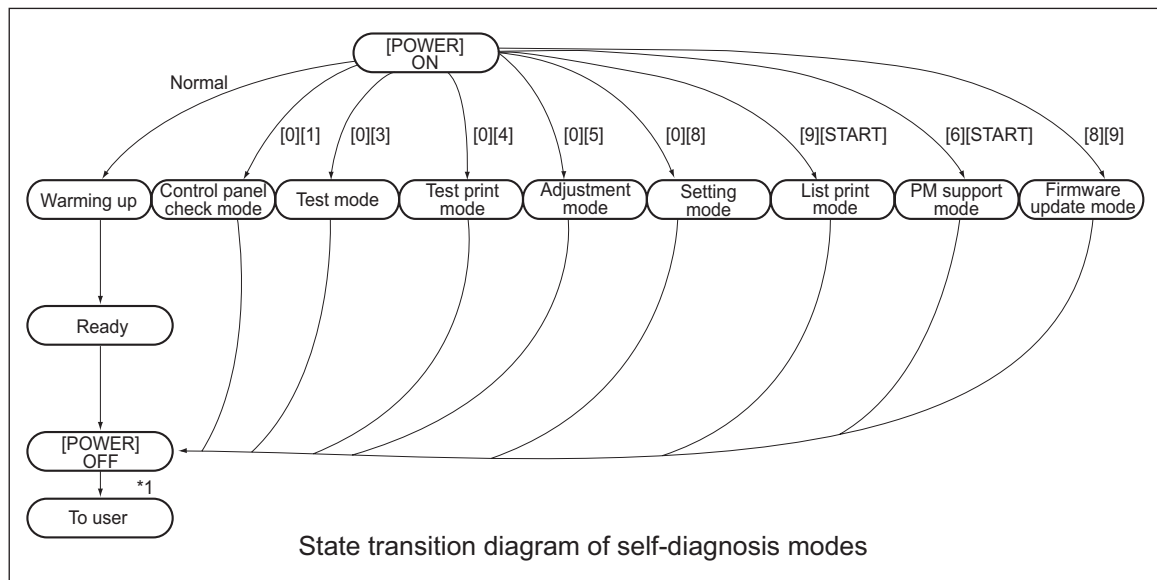 [POWER]
ON
Normal
[0][1]
[0][3]
[0][4]
[0][5]
[0][8]
[9][START]
[6][START]
[8][9]
Warming up
Control panel
check mode
Test mode
Test print
mode
Adjustment
mode
Setting
mode
List print
mode
PM support
mode
Firmware
update mode
Ready
[POWER]
OFF
*1
To user
State transition diagram of self-diagnosis modes